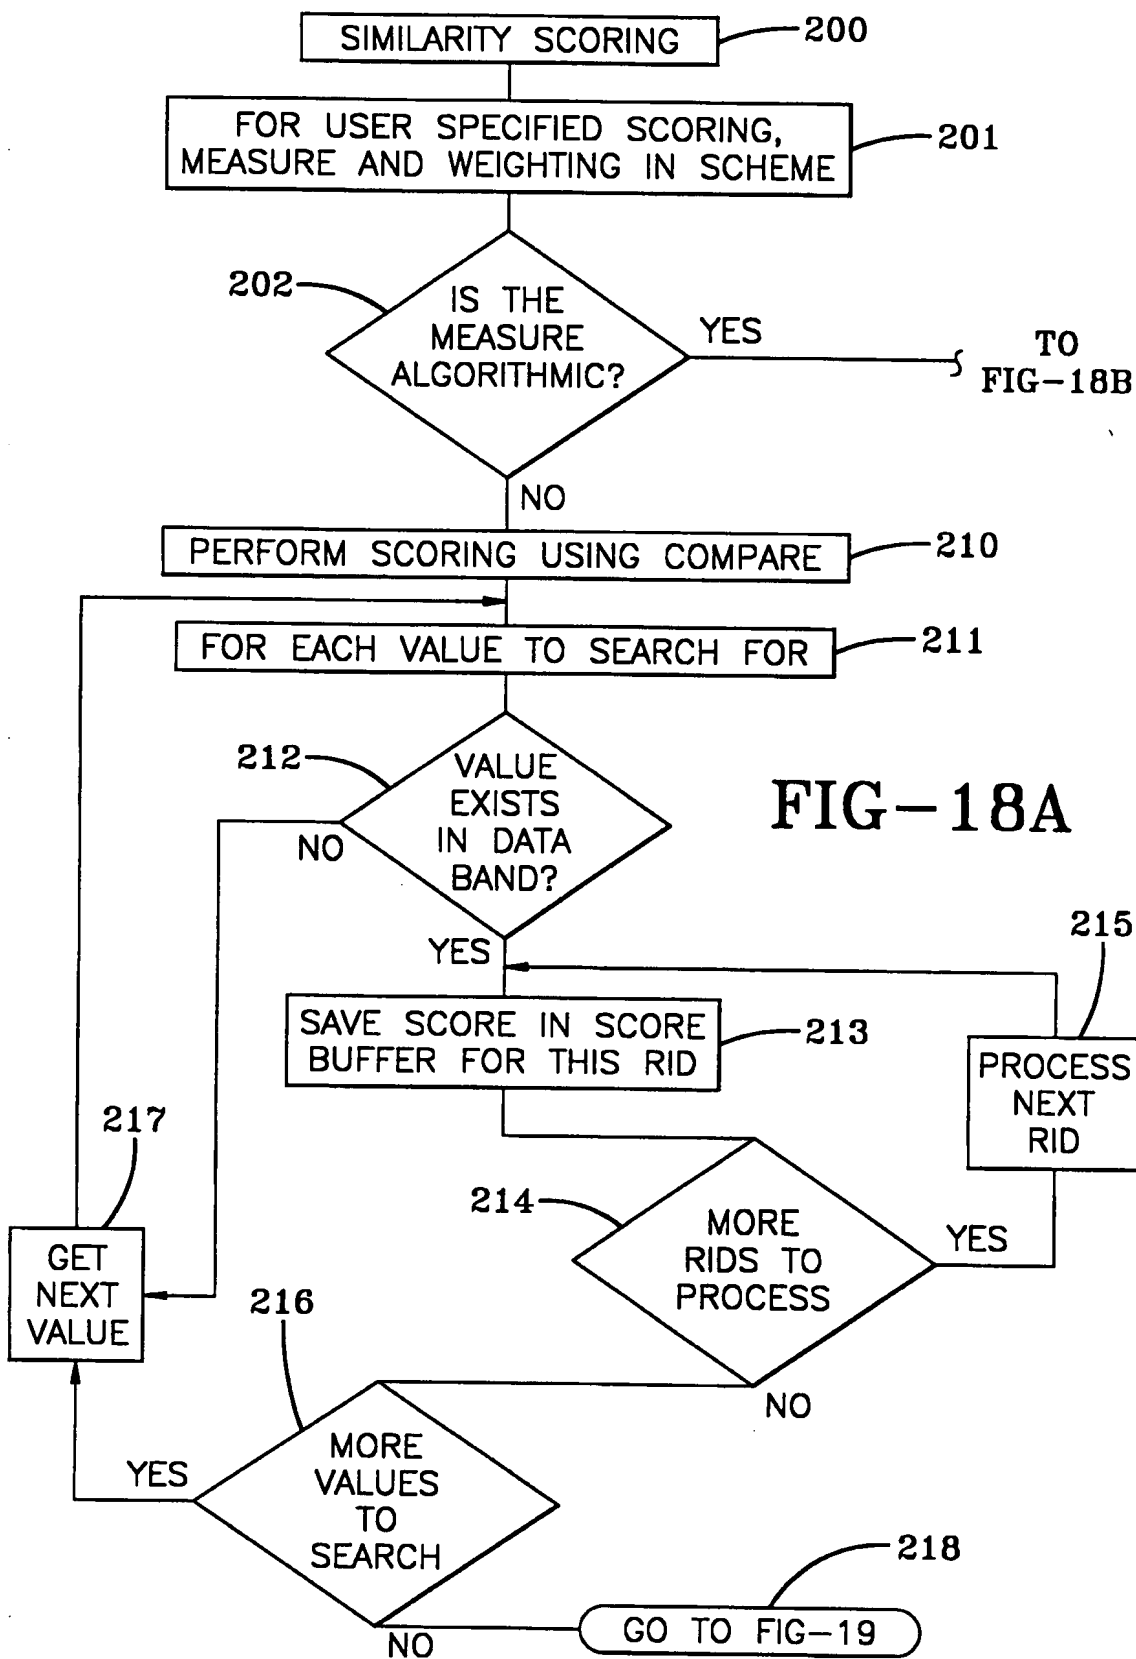 SIMILARITY SCORING
200
FOR USER SPECIFIED SCORING,
MEASURE AND WEIGHTING IN SCHEME
201
202
IS THE
MEASURE
ALGORITHMIC?
YES
TO
FIG-18B
NO
PERFORM SCORING USING COMPARE
210
FOR EACH VALUE TO SEARCH FOR
211
212
VALUE
EXISTS
IN DATA
BAND?
NO
FIG-18A
YES
215
SAVE SCORE IN SCORE
BUFFER FOR THIS RID
213
PROCESS
NEXT
RID
217
214
MORE
RIDS TO
PROCESS
YES
GET
NEXT
VALUE
216
NO
MORE
VALUES
TO
SEARCH
YES
218
NO
GO TO FIG-19